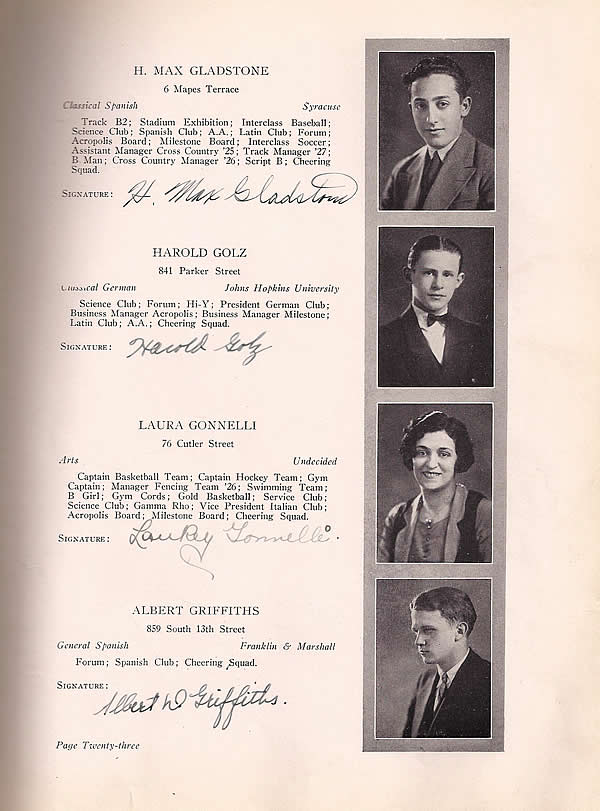 H. MAX GLADSTONE
6 Mapes Terrace
Classical Spanish Syracuse
Track B2; Stadium Exhibition; Interclass Baseball;
Science Club; Spanish Club; A.A.; Latin Club; Forum;
Acropolis Board; Milestone Board; Interclass Soccer;
Assistant Manager Cross Country '25; Track Manager '27;
B Man; Cross Country Manager '26; Script B; Cheering
Squad.
SIGNATURE: H. Max Gladstone
HAROLD GOLZ
841 Parker Street
Classical German Johns Hopkins University
Science Club; Forum; Hi-Y; President German Club;
Business Manager Acropolis; Business Manager Milestone;
Latin Club; A.A.; Cheering Squad.
SIGNATURE: Harold Golz
LAURA GONNELLI
76 Cutler Street
Arts Undecided
Captain Basketball Team; Captain Hockey Team; Gym
Captain; Manager Fencing Team '26; Swimming Team;
B Girl; Gym Cords; Gold Basketball; Service Club;
Science Club; Gamma Rho; Vice President Italian Club;
Acropolis Board; Milestone Board; Cheering Squad.
SIGNATURE: Gonnelli.
ALBERT GRIFFITHS
859 South 13th Street
General Spanish Franklin & Marshall
Forum; Spanish Club; Cheering Squad.
SIGNATURE:
Albert W Griffiths.
Page Twenty-three